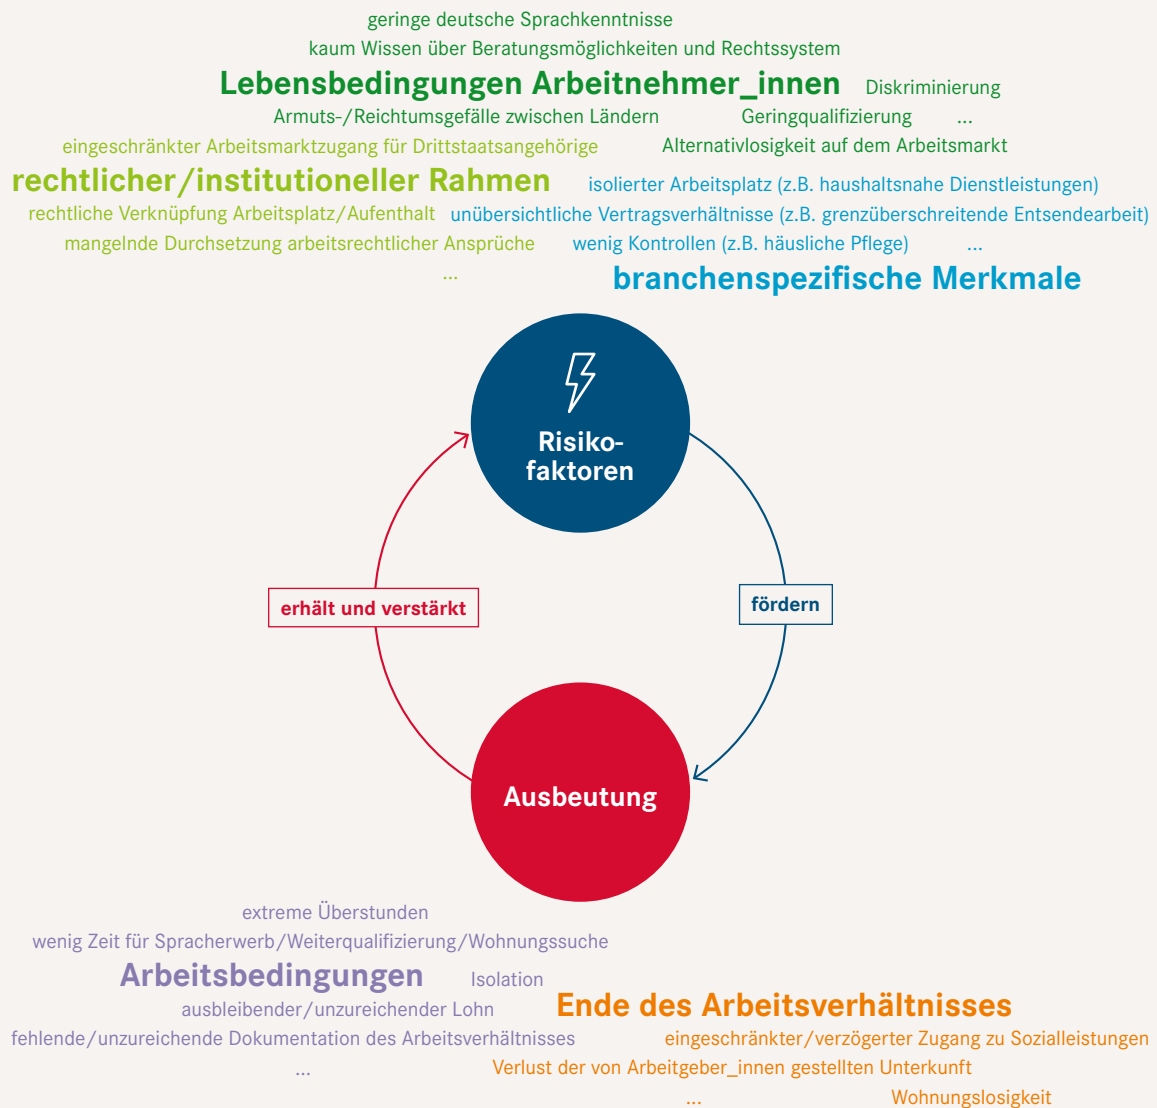 geringe deutsche Sprachkenntnisse
kaum Wissen über Beratungsmöglichkeiten und Rechtssystem
Lebensbedingungen Arbeitnehmer_innen
Diskriminierung
Armuts-/Reichtumsgefälle zwischen Ländern
Geringqualifizierung
...
Alternativlosigkeit auf dem Arbeitsmarkt
eingeschränkter Arbeitsmarktzugang für Drittstaatsangehörige
rechtlicher/institutioneller Rahmen
rechtliche Verknüpfung Arbeitsplatz/Aufenthalt
mangelnde Durchsetzung arbeitsrechtlicher Ansprüche
...
isolierter Arbeitsplatz (z.B. haushaltsnahe Dienstleistungen)
unübersichtliche Vertragsverhältnisse (z.B. grenzüberschreitende Entsendearbeit)
wenig Kontrollen (z.B. häusliche Pflege)
...
branchenspezifische Merkmale
Risiko-
faktoren
erhält und verstärkt
fördern
Ausbeutung
extreme Überstunden
wenig Zeit für Spracherwerb/Weiterqualifizierung/Wohnungssuche
Arbeitsbedingungen
Isolation
ausbleibender/unzureichender Lohn
fehlende/unzureichende Dokumentation des Arbeitsverhältnisses
...
Ende des Arbeitsverhältnisses
eingeschränkter/verzögerter Zugang zu Sozialleistungen
Verlust der von Arbeitgeber_innen gestellten Unterkunft
...
Wohnungslosigkeit